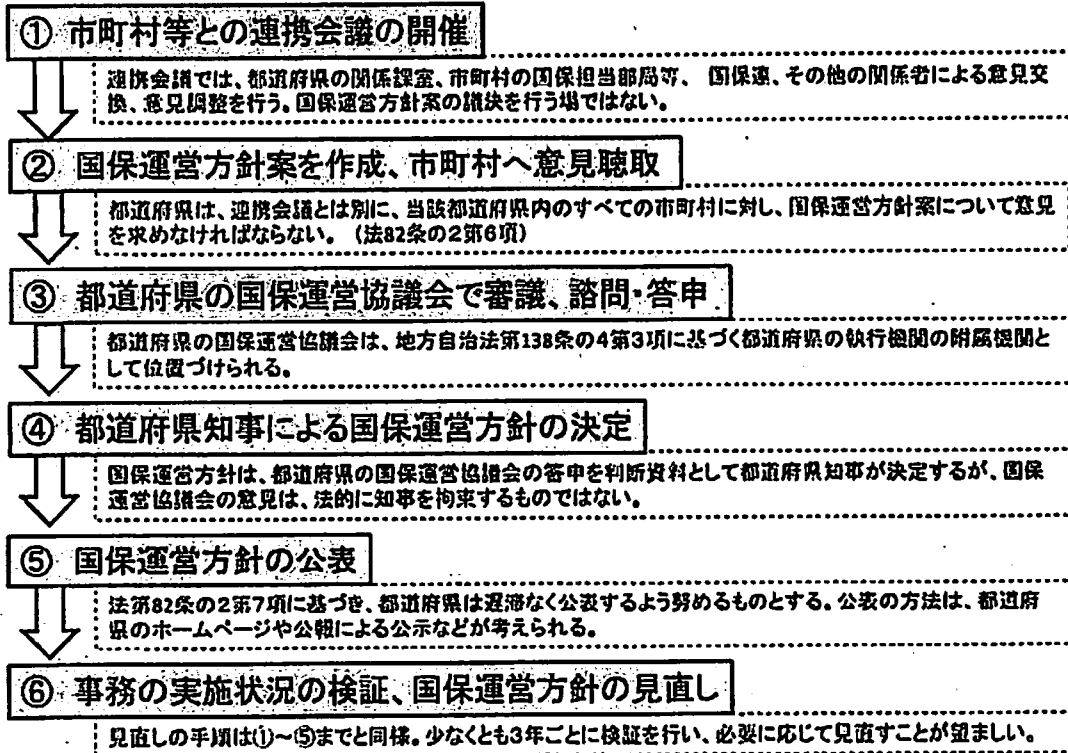 ① 市町村等との連携会議の開催
連携会議では、都道府県の関係課室、市町村の国保担当部局等、 国保連、その他の関係者による意見交
換、意見調整を行う。国保運営方針案の議決を行う場ではない。
② 国保運営方針案を作成、市町村へ意見聴取
都道府県は、連携会議とは別に、当該都道府県内のすべての市町村に対し、国保運営方針案について意見
を求めなければならない。（法82条の2第6項）
③ 都道府県の国保運営協議会で審議、諮問・答申
都道府県の国保運営協議会は、地方自治法第138条の4第3項に基づく都道府県の執行機関の附属機関と
して位置づけられる。
④ 都道府県知事による国保運営方針の決定
国保運営方針は、都道府県の国保運営協議会の答申を判断資料として都道府県知事が決定するが、国保
運営協議会の意見は、法的に知事を拘束するものではない。
⑤ 国保運営方針の公表
法第82条の2第7項に基づき、都道府県は遅滞なく公表するよう努めるものとする。公表の方法は、都道府
県のホームページや公報による公示などが考えられる。
⑥ 事務の実施状況の検証、国保運営方針の見直し
見直しの手順は①～⑤までと同様。少なくとも3年ごとに検証を行い、必要に応じて見直すことが望ましい。